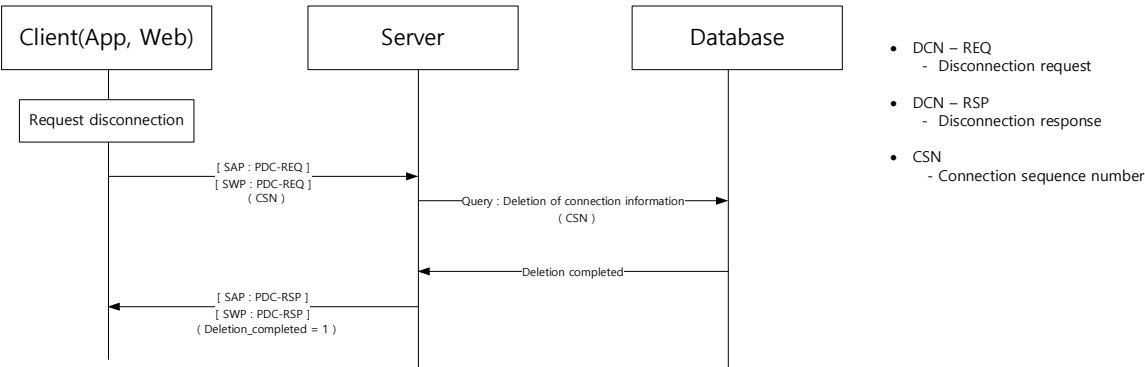 Client(App, Web)
Server
Database
Request disconnection
[ SAP : PDC-REQ ]
[ SWP : PDC-REQ ]
( CSN )
Query : Deletion of connection information
( CSN )
Deletion completed
[ SAP : PDC-RSP ]
[ SWP : PDC-RSP ]
( Deletion_completed = 1 )
• DCN – REQ
- Disconnection request
• DCN – RSP
- Disconnection response
• CSN
- Connection sequence number